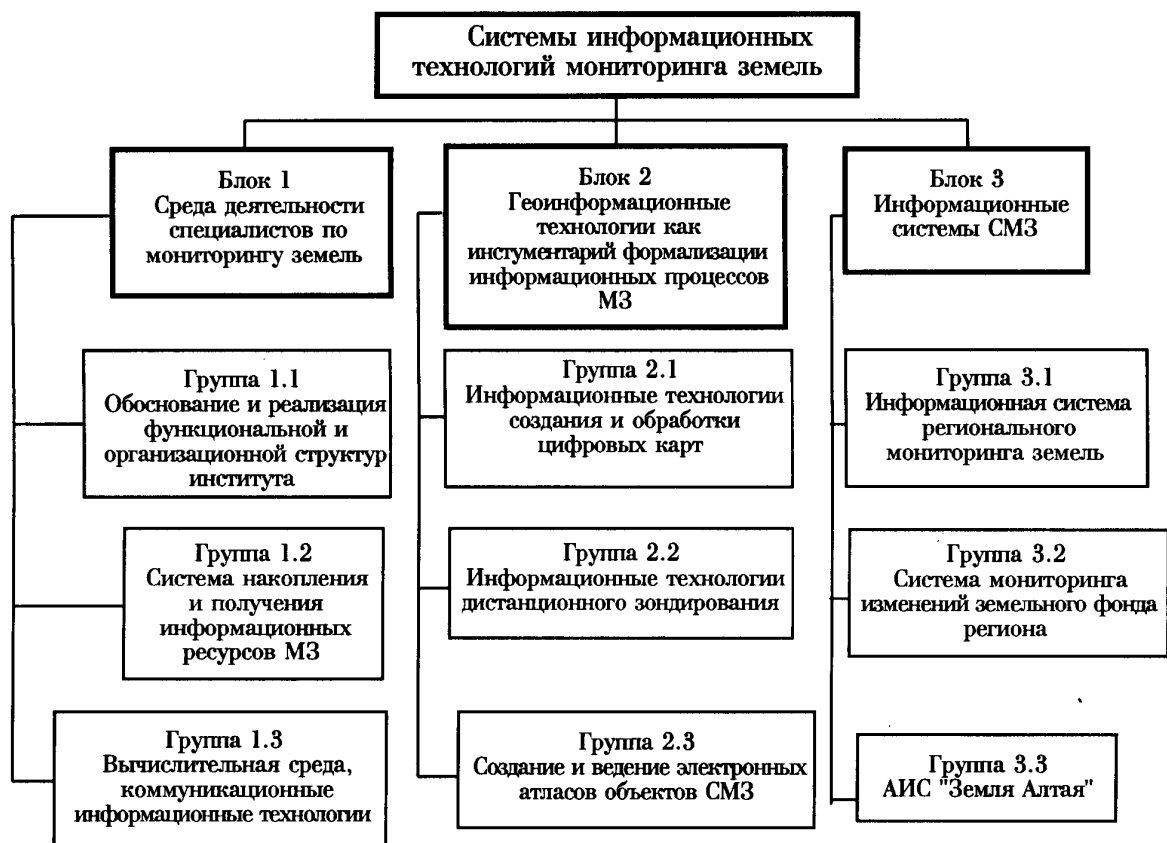 Системы информационных
технологий мониторинга земель
Блок 1
Среда деятельности
специалистов по
мониторингу земель
Блок 2
Геоинформационные
технологии как
инстументарий формализации
информационных процессов
МЗ
Блок 3
Информационные
системы СМЗ
Группа 1.1
Обоснование и реализация
функциональной и
организационной структур
института
Группа 2.1
Информационные технологии
создания и обработки
цифровых карт
Группа 3.1
Информационная система
регионального
мониторинга земель
Группа 1.2
Система накопления
и получения
информационных
ресурсов МЗ
Группа 2.2
Информационные технологии
дистанционного зондирования
Группа 3.2
Система мониторинга
изменений земельного фонда
региона
Группа 1.3
Вычислительная среда,
коммуникационные
информационные технологии
Группа 2.3
Создание и ведение электронных
атласов объектов СМЗ
Группа 3.3
АИС "Земля Алтая"